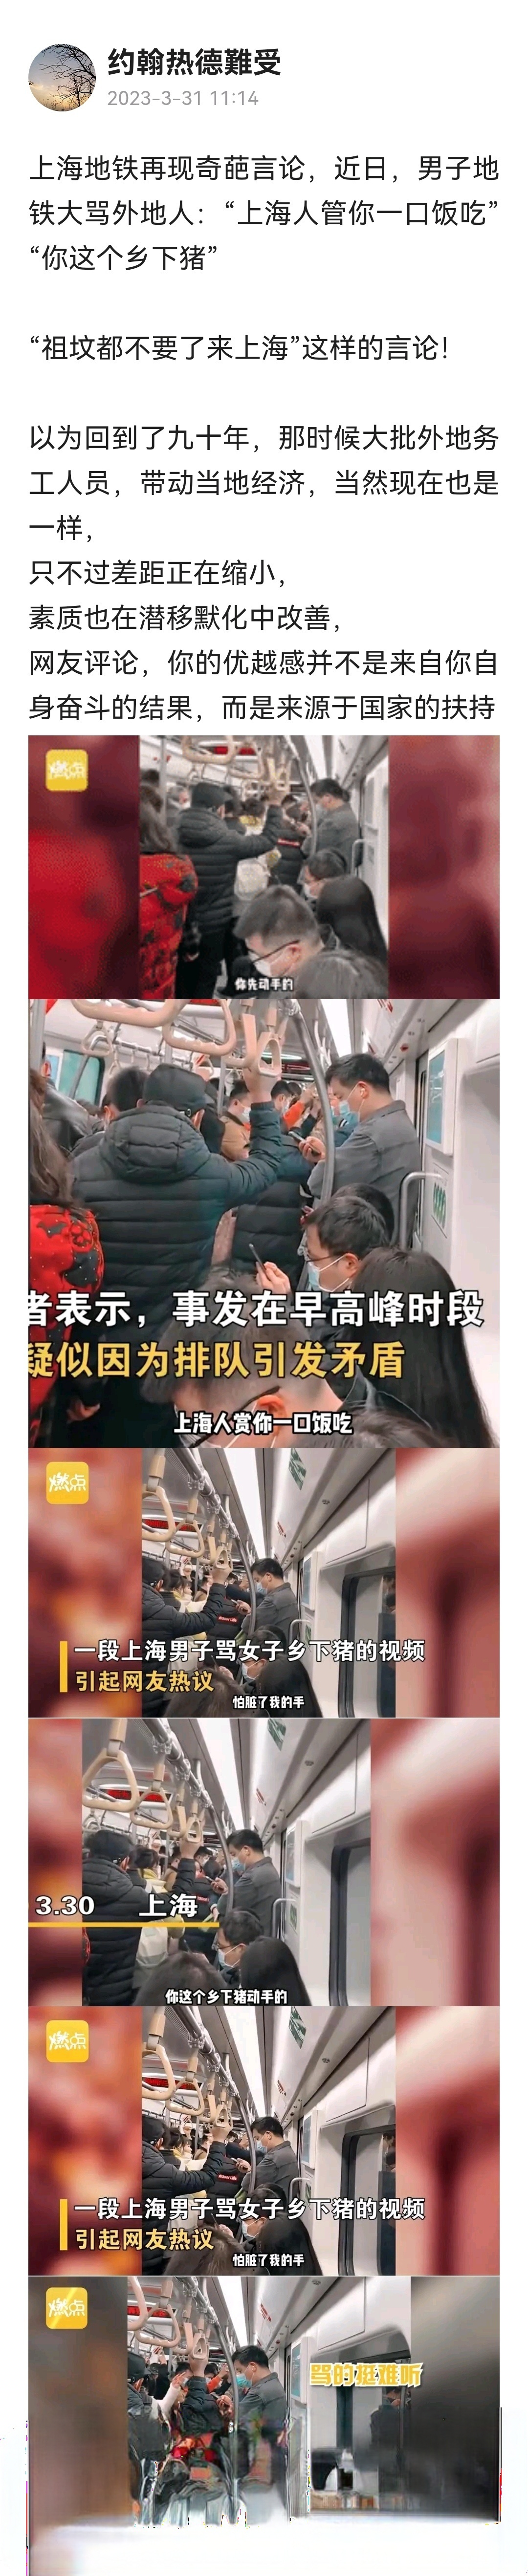 约翰热德難受
2023-3-31 11:14
上海地铁再现奇葩言论，近日，男子地
铁大骂外地人：“上海人管你一口饭吃”
“你这个乡下猪”
“祖坟都不要了来上海”这样的言论！
以为回到了九十年，那时候大批外地务
工人员，带动当地经济，当然现在也是
一样，
只不过差距正在缩小，
素质也在潜移默化中改善，
网友评论，你的优越感并不是来自你自
身奋斗的结果，而是来源于国家的扶持
燃点
你先动手的
者表示，事发在早高峰时段
疑似因为排队引发矛盾
上海人赏你一口饭吃
燃点
一段上海男子骂女子乡下猪的视频
引起网友热议
怕脏了我的手
3.30 上海
你这个乡下猪动手的
燃点
一段上海男子骂女子乡下猪的视频
引起网友热议
怕脏了我的手
燃点
骂的挺难听